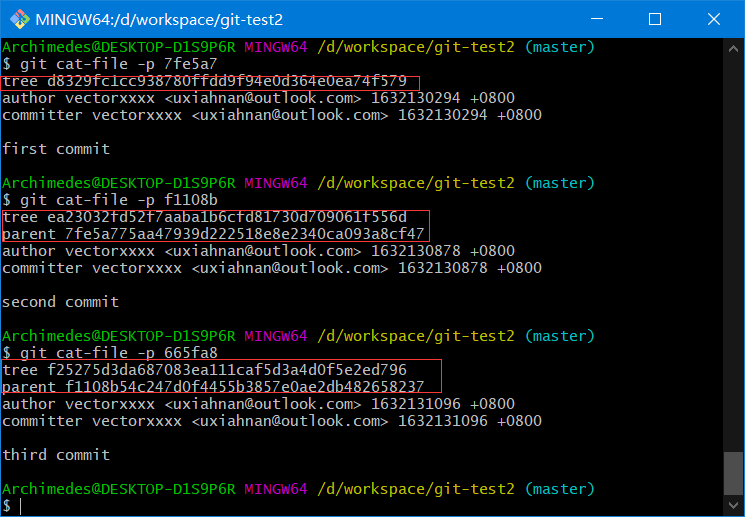 MINGW64:/d/workspace/git-test2
Archimedes@DESKTOP-D1S9P6R MINGW64 /d/workspace/git-test2 (master)
$ git cat-file -p 7fe5a7
tree d8329fc1cc938780ffdd9f94e0d364e0ea74f579
author vectorxxxx <uxiahnan@outlook.com> 1632130294 +0800
committer vectorxxxx <uxiahnan@outlook.com> 1632130294 +0800
first commit
Archimedes@DESKTOP-D1S9P6R MINGW64 /d/workspace/git-test2 (master)
$ git cat-file -p f1108b
tree ea23032fd52f7aaba1b6cfd81730d709061f556d
parent 7fe5a775aa47939d222518e8e2340ca093a8cf47
author vectorxxxx <uxiahnan@outlook.com> 1632130878 +0800
committer vectorxxxx <uxiahnan@outlook.com> 1632130878 +0800
second commit
Archimedes@DESKTOP-D1S9P6R MINGW64 /d/workspace/git-test2 (master)
$ git cat-file -p 665fa8
tree f25275d3da687083ea111caf5d3a4d0f5e2ed796
parent f1108b54c247d0f4455b3857e0ae2db482658237
author vectorxxxx <uxiahnan@outlook.com> 1632131096 +0800
committer vectorxxxx <uxiahnan@outlook.com> 1632131096 +0800
third commit
Archimedes@DESKTOP-D1S9P6R MINGW64 /d/workspace/git-test2 (master)
$